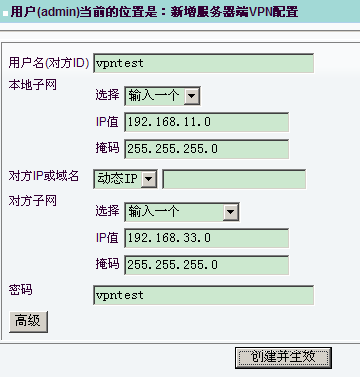 用户(admin)当前的位置是：新增服务器端VPN配置
用户名(对方ID) vpntest
本地子网
选择 输入一个
IP值 192.168.11.0
掩码 255.255.255.0
对方IP或域名 动态IP
对方子网
选择 输入一个
IP值 192.168.33.0
掩码 255.255.255.0
密码 vpntest
高级
创建并生效